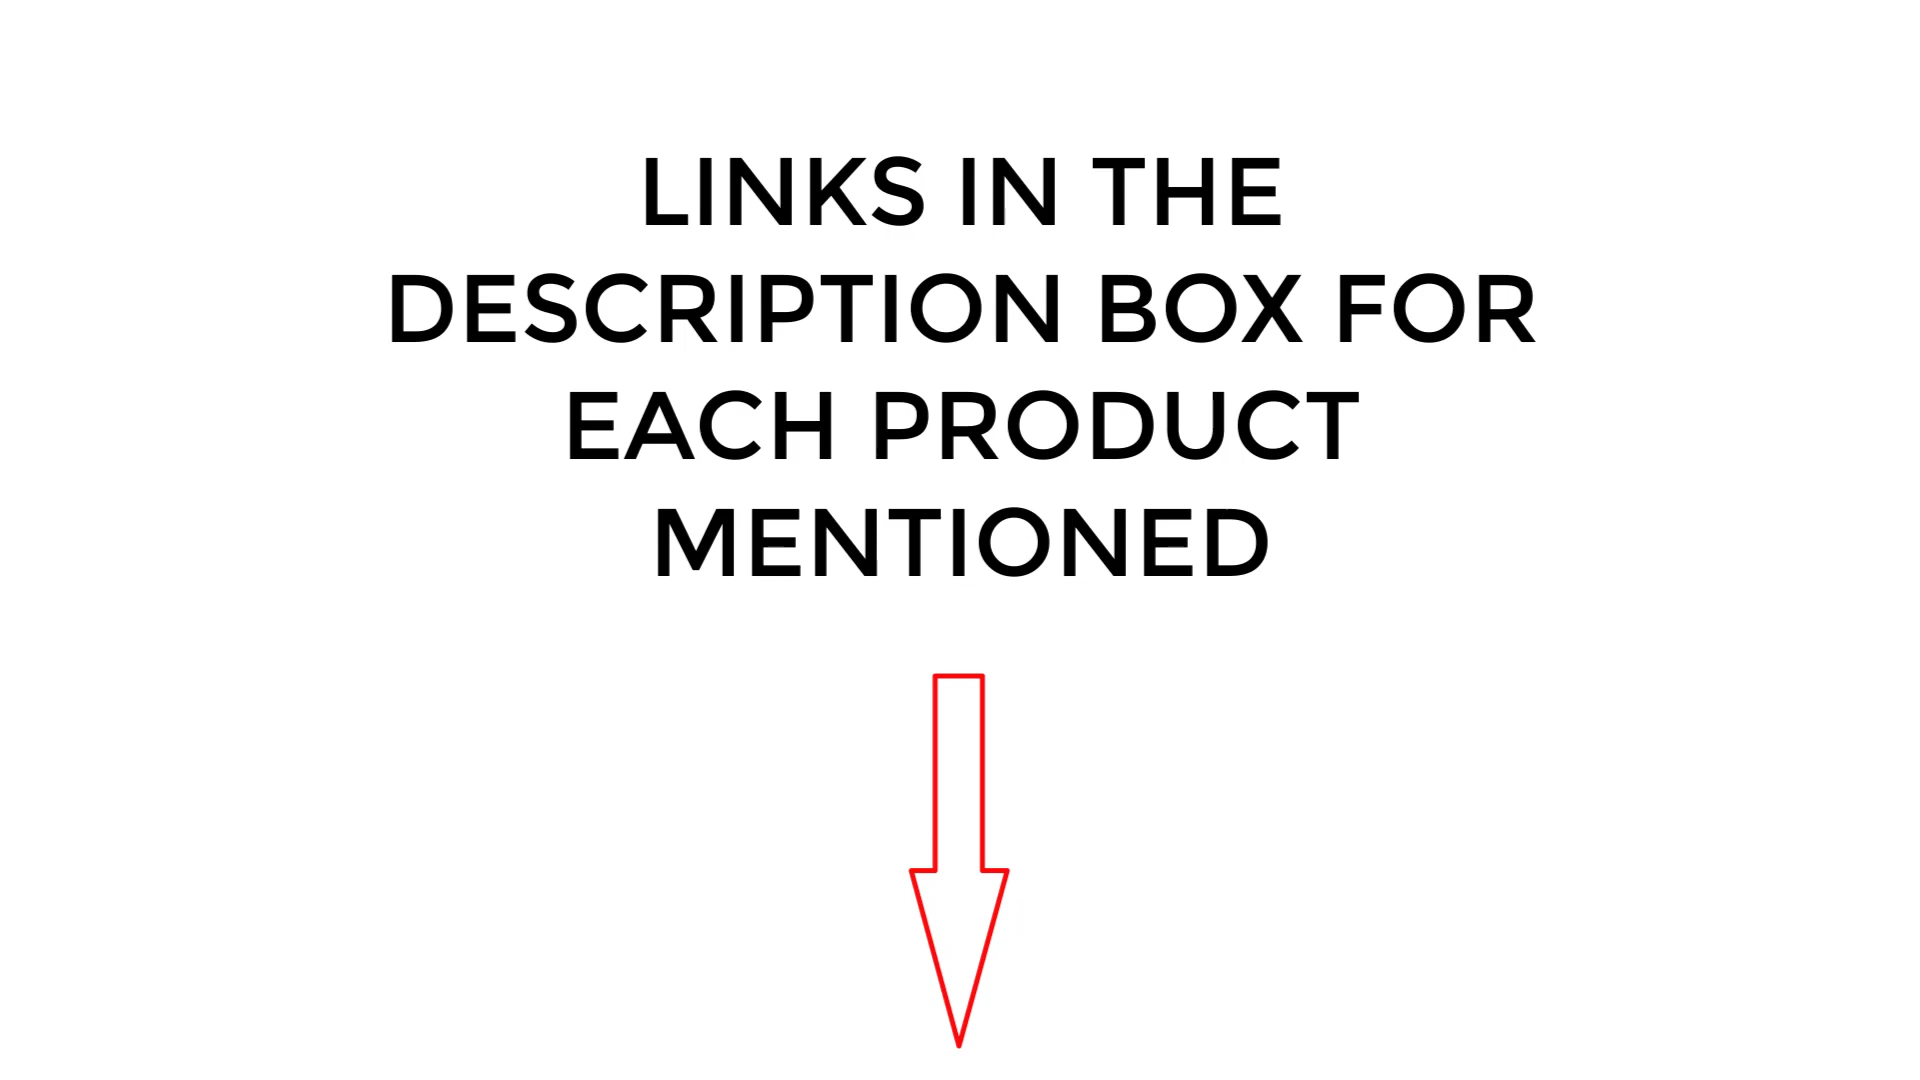 LINKS IN THE
DESCRIPTION BOX FOR
EACH PRODUCT
MENTIONED